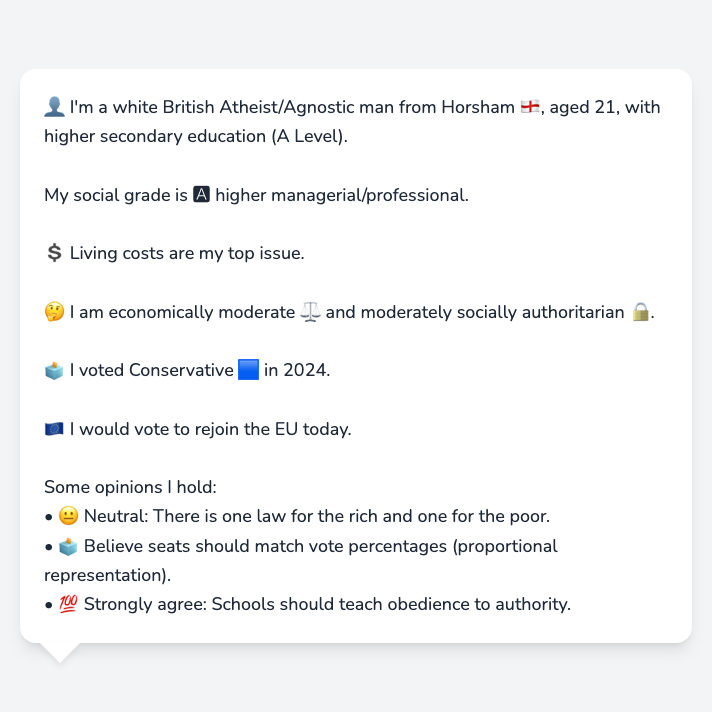 👤 I'm a white British Atheist/Agnostic man from Horsham 🏴󠁧󠁢󠁥󠁮󠁧󠁿, aged 21, with
higher secondary education (A Level).
My social grade is 🅰 higher managerial/professional.
💲 Living costs are my top issue.
🤔 I am economically moderate ⚖️ and moderately socially authoritarian 🔒.
🗳️ I voted Conservative 🟦 in 2024.
🇪🇺 I would vote to rejoin the EU today.
Some opinions I hold:
• 😐 Neutral: There is one law for the rich and one for the poor.
• 🗳️ Believe seats should match vote percentages (proportional
representation).
• 💯 Strongly agree: Schools should teach obedience to authority.